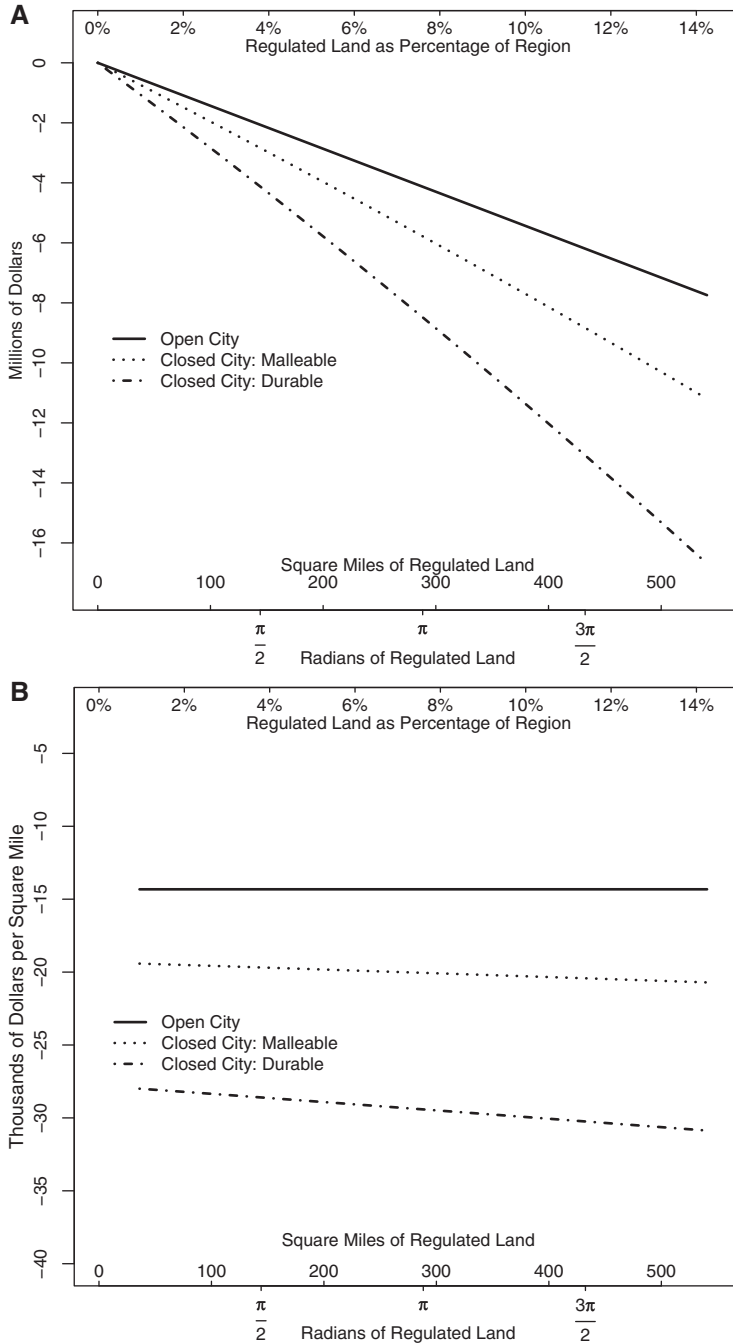 A
0% 2% 4% 6% 8% 10% 12% 14%
Regulated Land as Percentage of Region
Millions of Dollars
0
−2
−4
−6
−8
−10
−12
−14
−16
Open City
Closed City: Malleable
Closed City: Durable
Square Miles of Regulated Land
0 100 200 300 400 500
π/2 π 3π/2
Radians of Regulated Land
B
0% 2% 4% 6% 8% 10% 12% 14%
Regulated Land as Percentage of Region
Thousands of Dollars per Square Mile
−5
−10
−15
−20
−25
−30
−35
−40
Open City
Closed City: Malleable
Closed City: Durable
Square Miles of Regulated Land
0 100 200 300 400 500
π/2 π 3π/2
Radians of Regulated Land